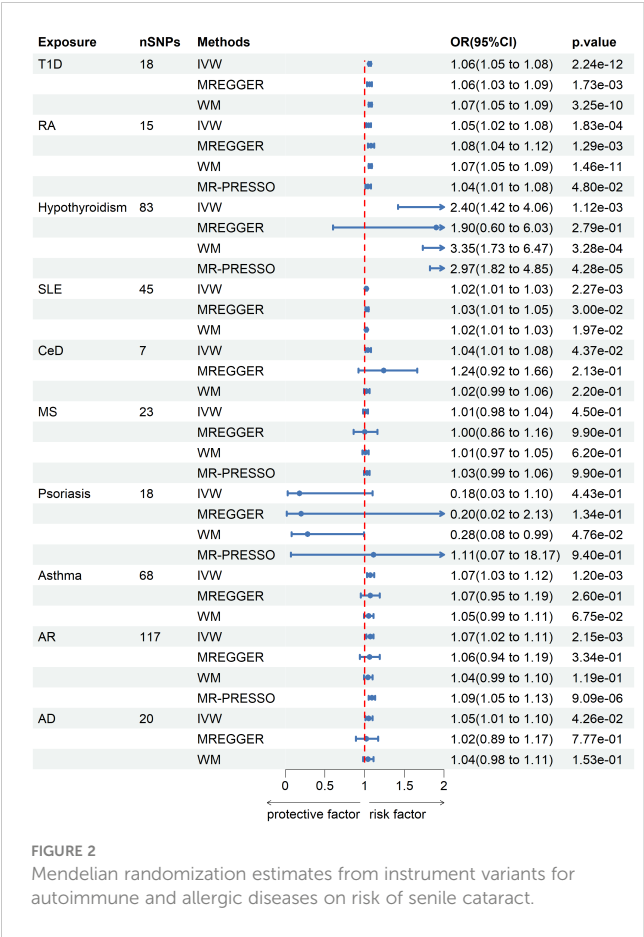 Exposure nSNPs Methods OR(95%CI) p.value
T1D 18 IVW 1.06(1.05 to 1.08) 2.24e-12
MREGGER 1.06(1.03 to 1.09) 1.73e-03
WM 1.07(1.05 to 1.09) 3.25e-10
RA 15 IVW 1.05(1.02 to 1.08) 1.83e-04
MREGGER 1.08(1.04 to 1.12) 1.29e-03
WM 1.07(1.05 to 1.09) 1.46e-11
MR-PRESSO 1.04(1.01 to 1.08) 4.80e-02
Hypothyroidism 83 IVW 2.40(1.42 to 4.06) 1.12e-03
MREGGER 1.90(0.60 to 6.03) 2.79e-01
WM 3.35(1.73 to 6.47) 3.28e-04
MR-PRESSO 2.97(1.82 to 4.85) 4.28e-05
SLE 45 IVW 1.02(1.01 to 1.03) 2.27e-03
MREGGER 1.03(1.01 to 1.05) 3.00e-02
WM 1.02(1.01 to 1.03) 1.97e-02
CeD 7 IVW 1.04(1.01 to 1.08) 4.37e-02
MREGGER 1.24(0.92 to 1.66) 2.13e-01
WM 1.02(0.99 to 1.06) 2.20e-01
MS 23 IVW 1.01(0.98 to 1.04) 4.50e-01
MREGGER 1.00(0.86 to 1.16) 9.90e-01
WM 1.01(0.97 to 1.05) 6.20e-01
MR-PRESSO 1.03(0.99 to 1.06) 9.90e-01
Psoriasis 18 IVW 0.18(0.03 to 1.10) 4.43e-01
MREGGER 0.20(0.02 to 2.13) 1.34e-01
WM 0.28(0.08 to 0.99) 4.76e-02
MR-PRESSO 1.11(0.07 to 18.17) 9.40e-01
Asthma 68 IVW 1.07(1.03 to 1.12) 1.20e-03
MREGGER 1.07(0.95 to 1.19) 2.60e-01
WM 1.05(0.99 to 1.11) 6.75e-02
AR 117 IVW 1.07(1.02 to 1.11) 2.15e-03
MREGGER 1.06(0.94 to 1.19) 3.34e-01
WM 1.04(0.99 to 1.10) 1.19e-01
MR-PRESSO 1.09(1.05 to 1.13) 9.09e-06
AD 20 IVW 1.05(1.01 to 1.10) 4.26e-02
MREGGER 1.02(0.89 to 1.17) 7.77e-01
WM 1.04(0.98 to 1.11) 1.53e-01
0 0.5 1 1.5 2
protective factor risk factor
FIGURE 2
Mendelian randomization estimates from instrument variants for
autoimmune and allergic diseases on risk of senile cataract.